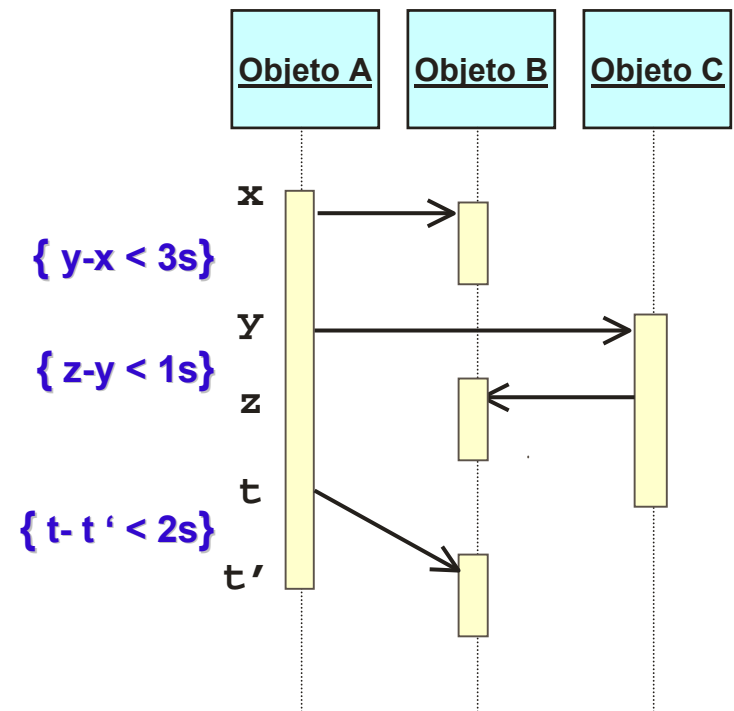 Objeto A
Objeto B
Objeto C
x
{ y-x < 3s}
y
{ z-y < 1s}
z
t
{ t- t ‘ < 2s}
t’